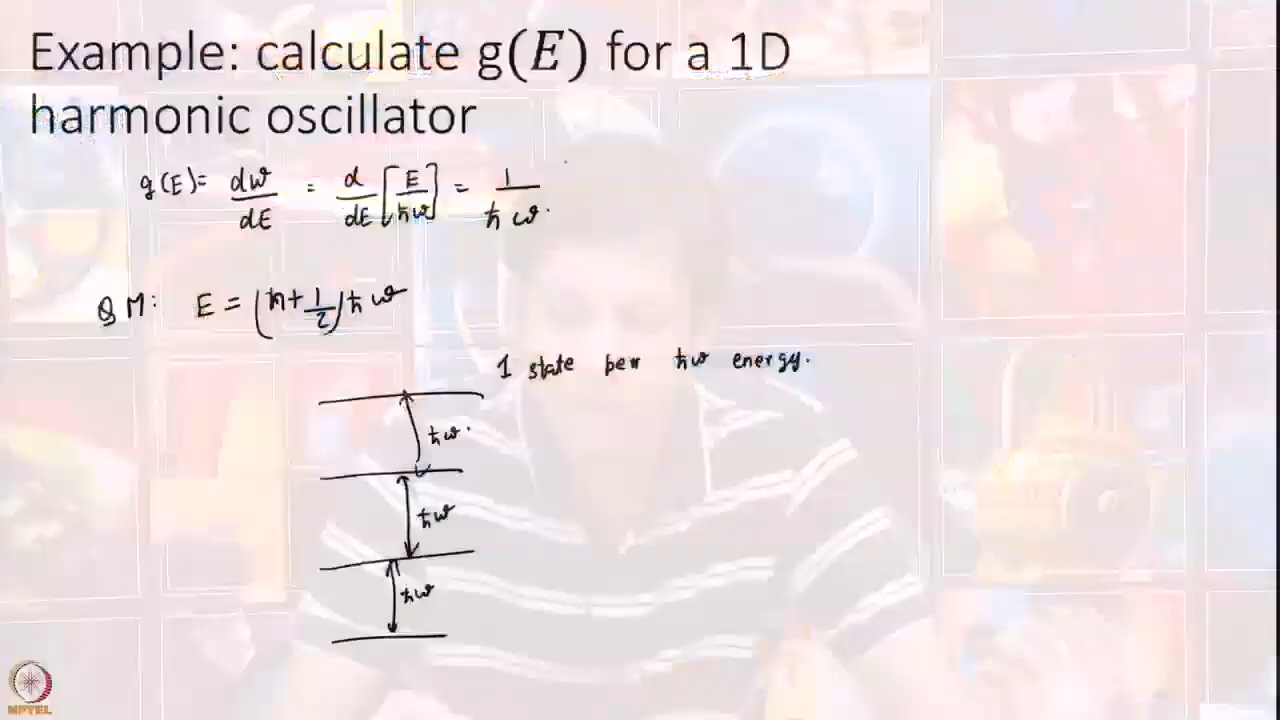 Example: calculate g(E) for a 1D
harmonic oscillator
g(E) = dW/dE = d/dE [E/ħω] = 1/ħω.
QM: E = (n+1/2) ħω
1 state per ħω energy.
ħω.
ħω
ħω
NPTEL